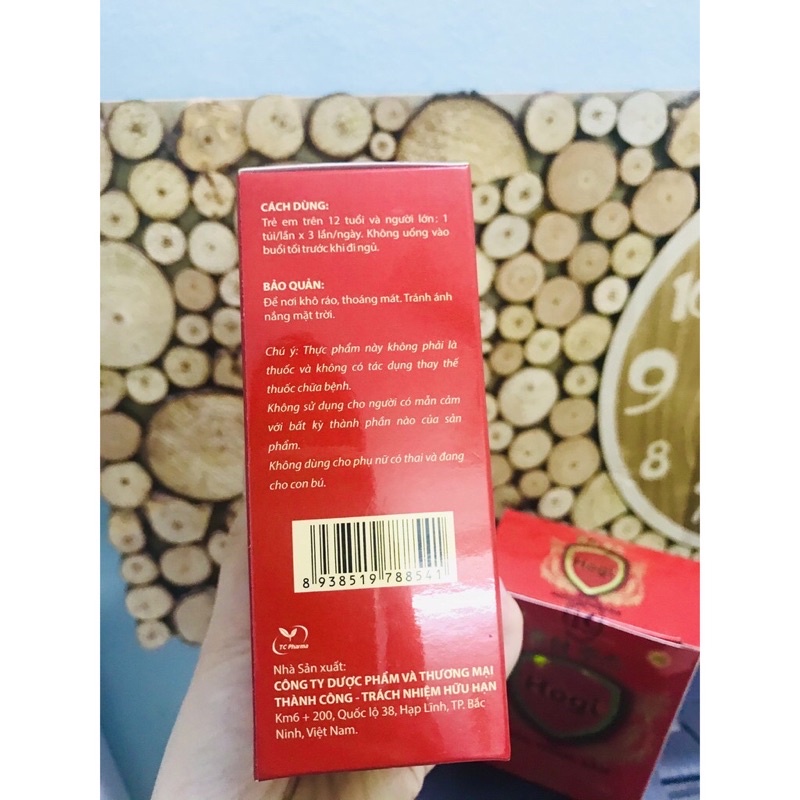 CÁCH DÙNG:
Trẻ em trên 12 tuổi và người lớn: 1
túi/lần x 3 lần/ngày. Không uống vào
buổi tối trước khi đi ngủ.
BẢO QUẢN:
Để nơi khô ráo, thoáng mát. Tránh ánh
nắng mặt trời.
Chú ý: Thực phẩm này không phải là
thuốc và không có tác dụng thay thế
thuốc chữa bệnh.
Không sử dụng cho người có mẫn cảm
với bất kỳ thành phần nào của sản
phẩm.
Không dùng cho phụ nữ có thai và đang
cho con bú.
8 938519 788541
TC Pharma
Nhà Sản xuất:
CÔNG TY DƯỢC PHẨM VÀ THƯƠNG MẠI
THÀNH CÔNG - TRÁCH NHIỆM HỮU HẠN
Km6 + 200, Quốc lộ 38, Hạp Lĩnh, TP. Bắc
Ninh, Việt Nam.
10
9
8
Hogi
Hogi